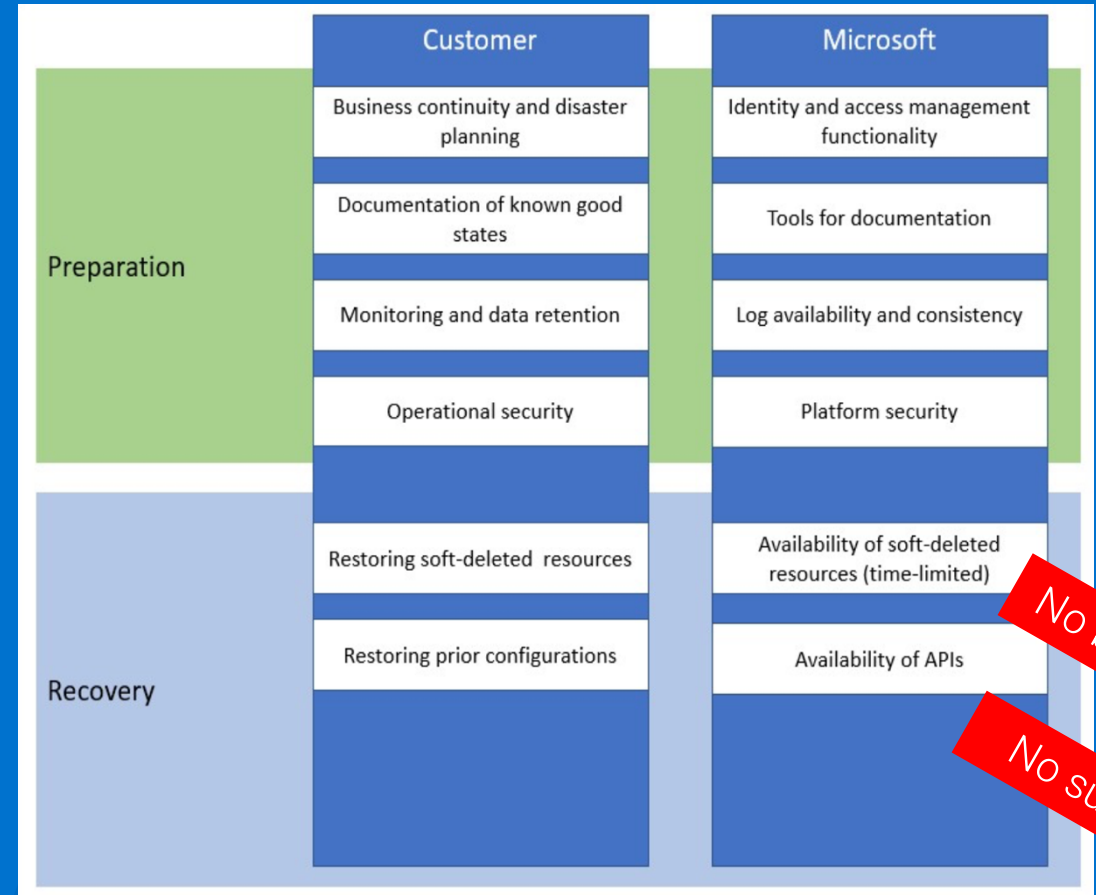 Customer
Microsoft
Preparation
Business continuity and disaster
planning
Identity and access management
functionality
Documentation of known good
states
Tools for documentation
Monitoring and data retention
Log availability and consistency
Operational security
Platform security
Recovery
Restoring soft-deleted resources
Availability of soft-deleted
resources (time-limited)
Restoring prior configurations
Availability of APIs
No
No